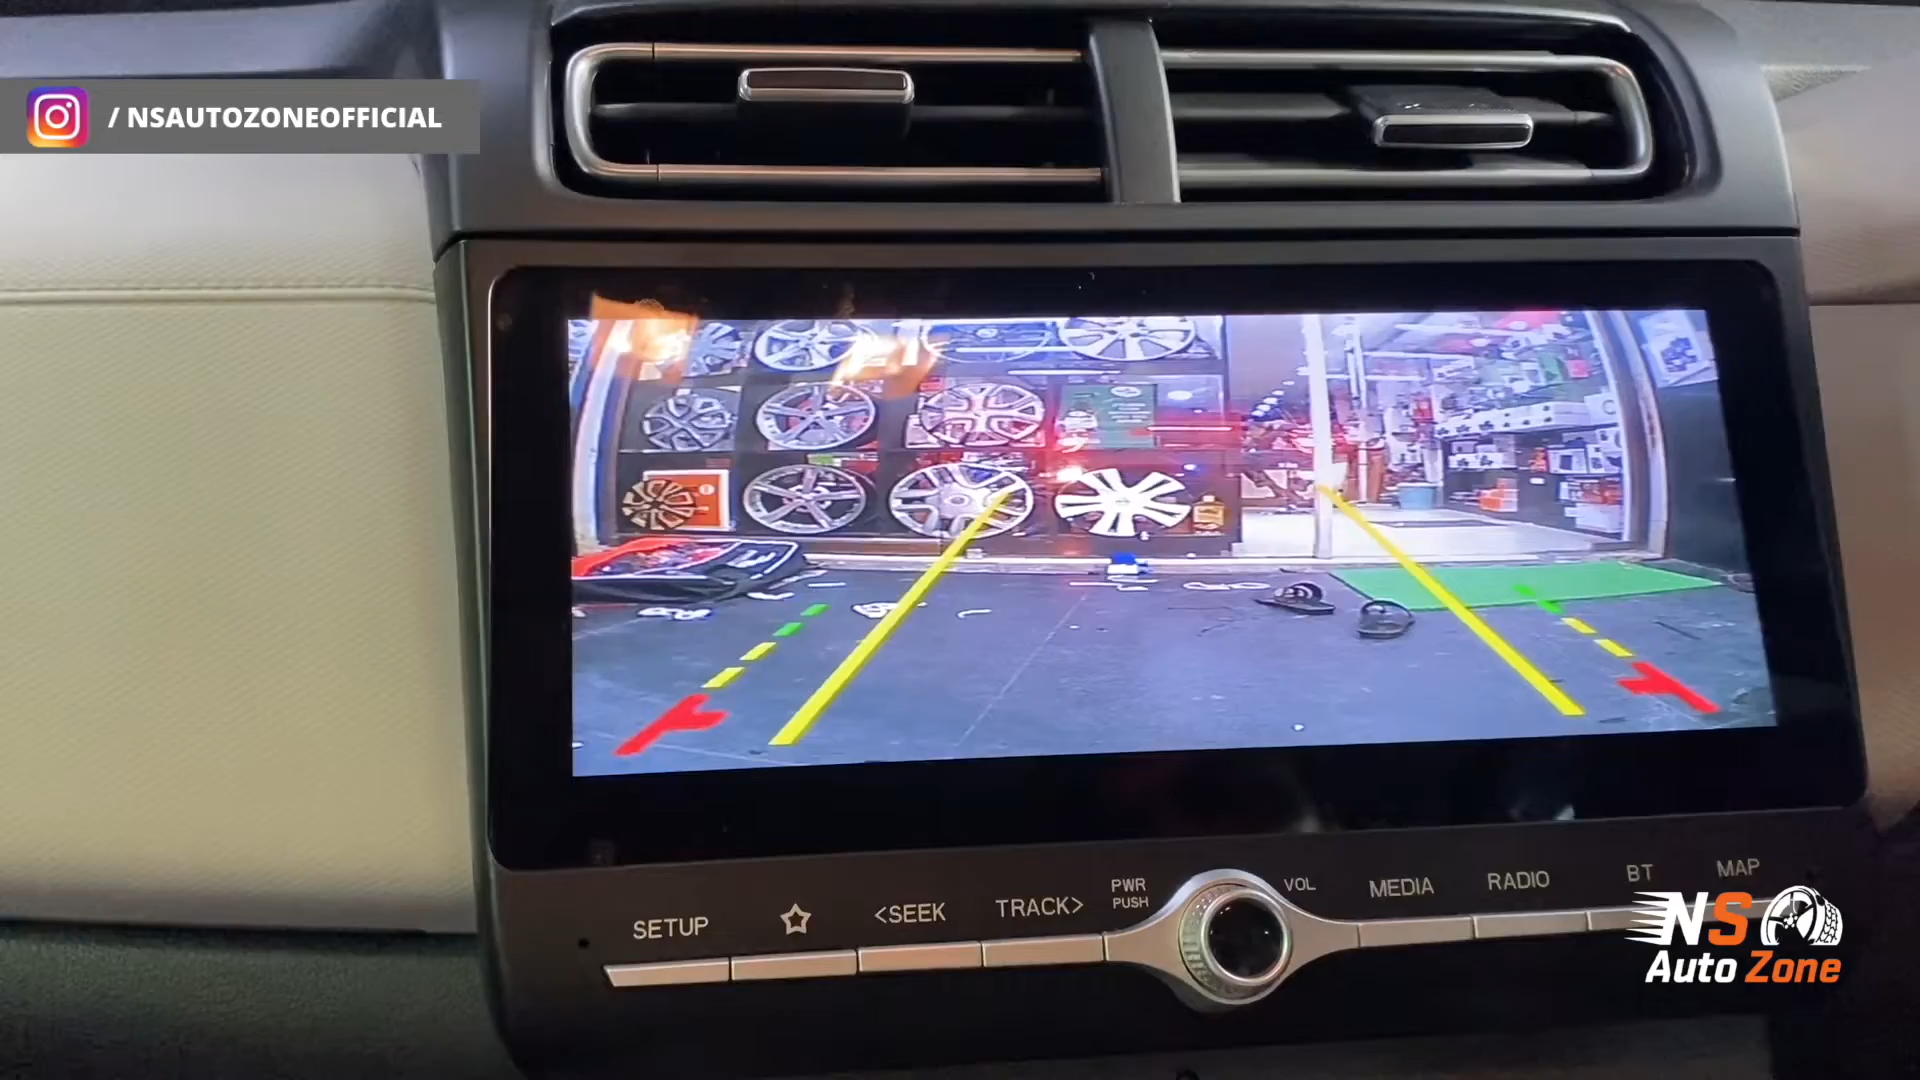 / NSAUTOZONEOFFICIAL
SETUP
<SEEK
TRACK>
PWR
PUSH
VOL
MEDIA
RADIO
BT
MAP
NS
Auto Zone